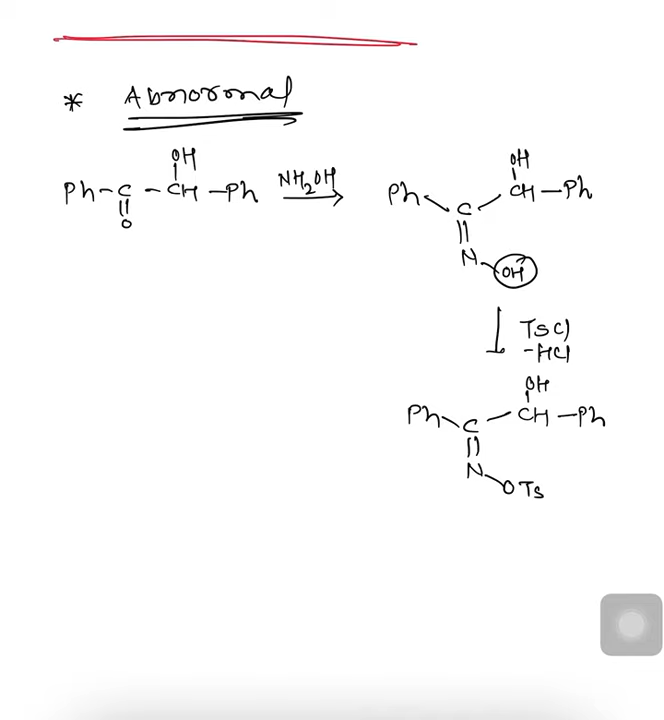 * Abnormal
OH
Ph-C-CH-Ph NH2OH
||
O
OH
Ph C CH-Ph
||
N OH
TsCl
-HCl
OH
Ph C CH-Ph
||
N OTs